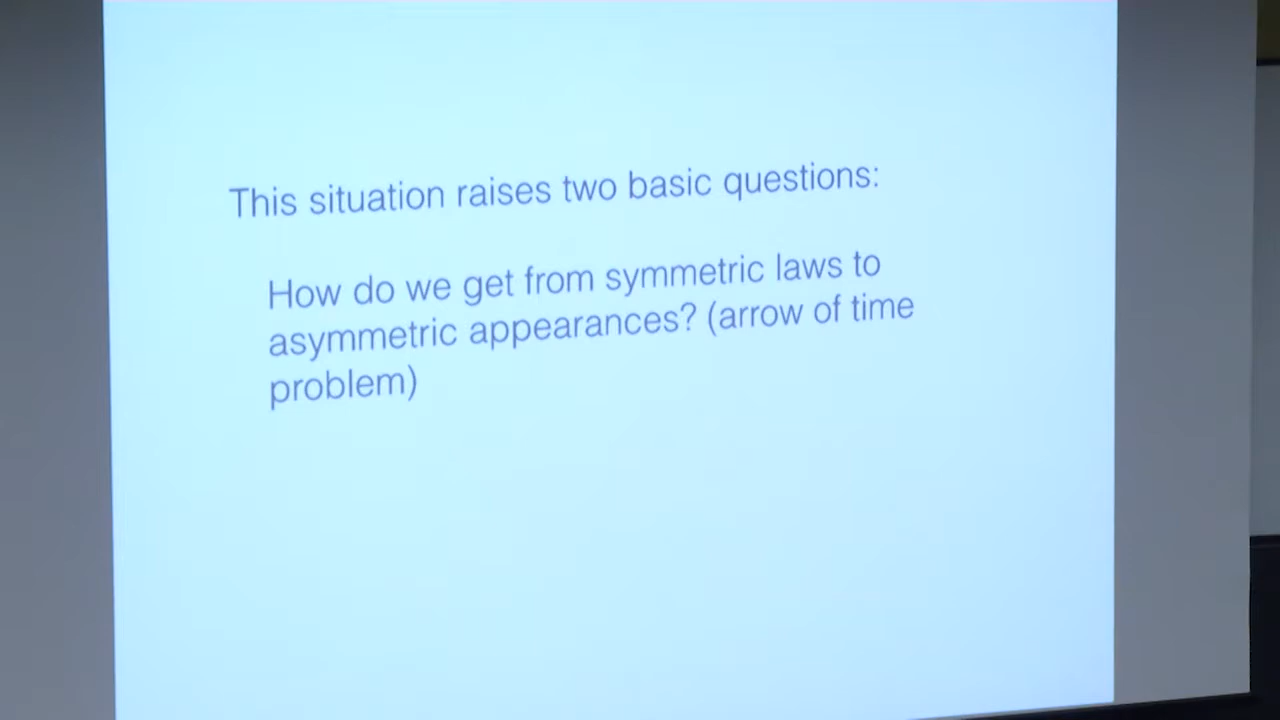 This situation raises two basic questions:
How do we get from symmetric laws to
asymmetric appearances? (arrow of time
problem)